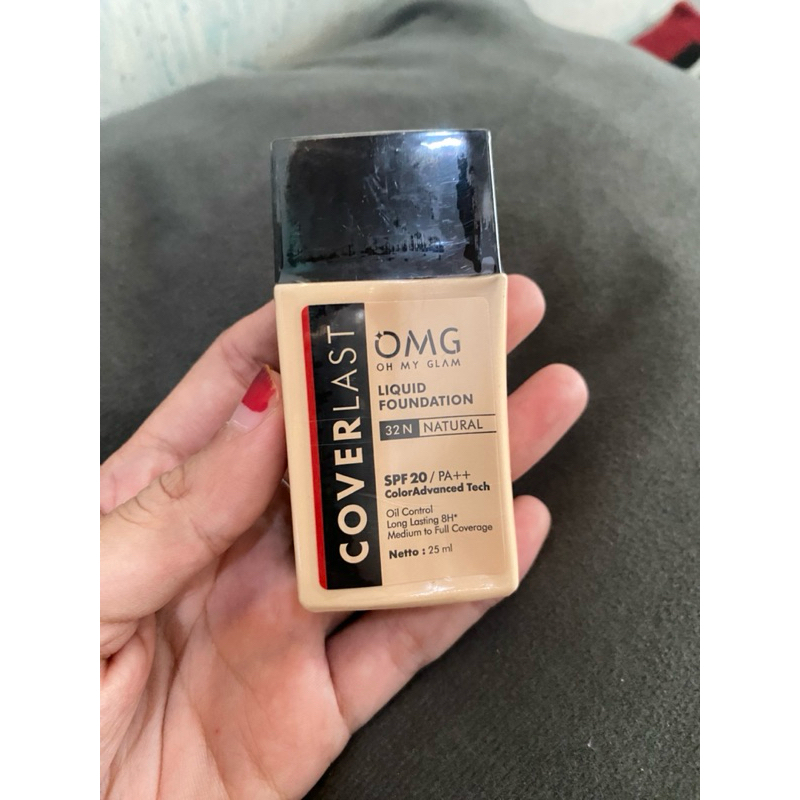 COVERLAST
OMG
OH MY GLAM
LIQUID
FOUNDATION
32 N NATURAL
SPF 20 / PA++
ColorAdvanced Tech
Oil Control
Long Lasting 8H*
Medium to Full Coverage
Netto : 25 ml